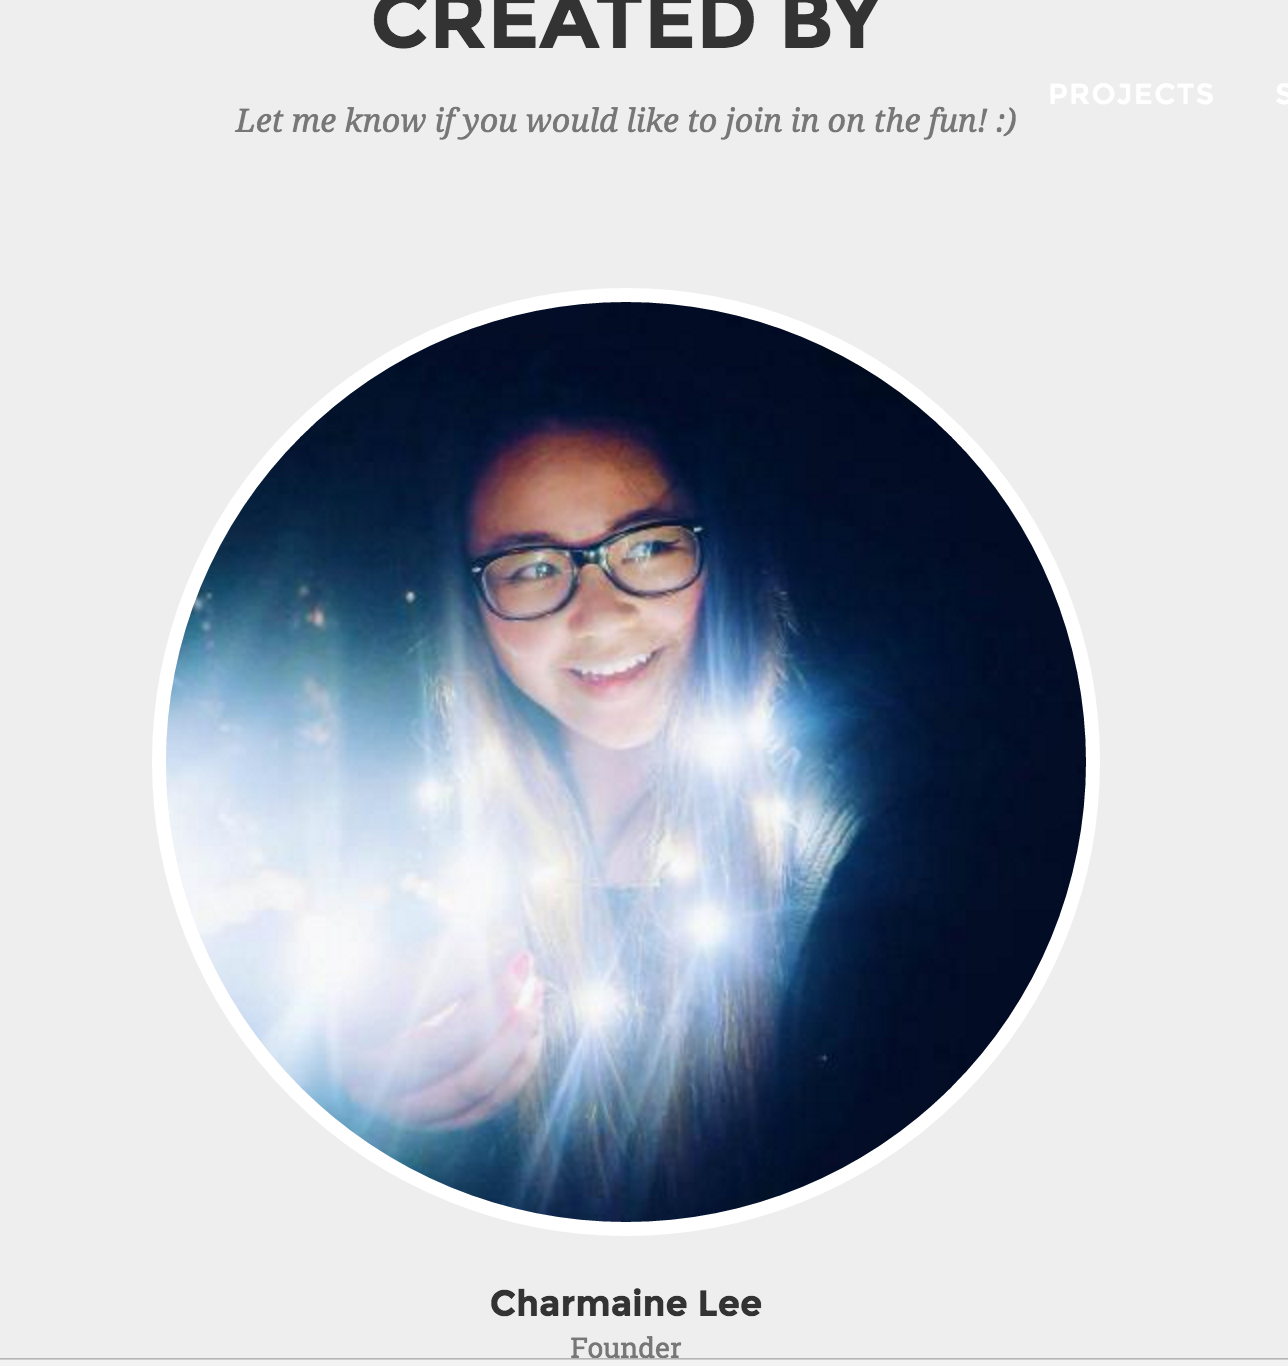 CREATED BY
PROJECTS
Let me know if you would like to join in on the fun! :)
Charmaine Lee
Founder